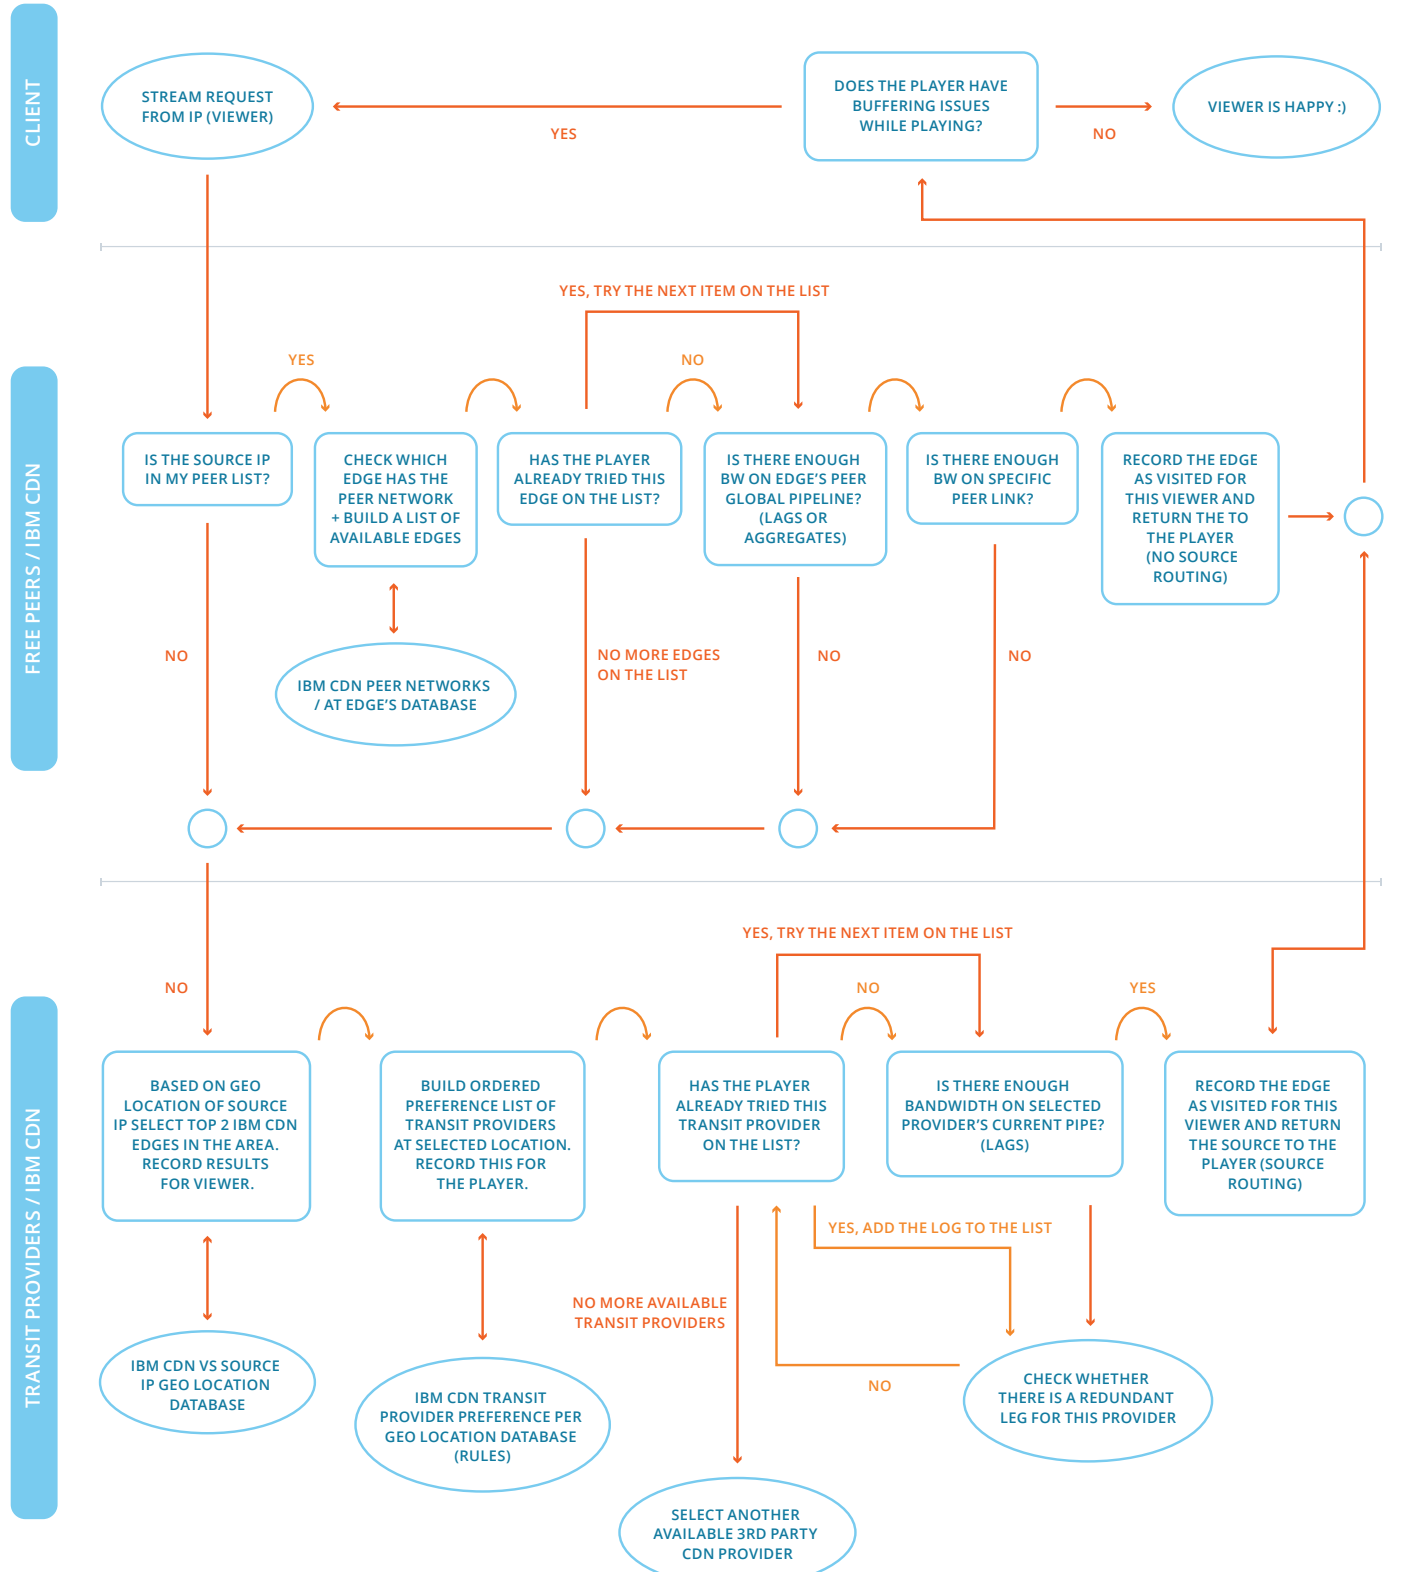 CLIENT
STREAM REQUEST
FROM IP (VIEWER)
YES
DOES THE PLAYER HAVE
BUFFERING ISSUES
WHILE PLAYING?
NO
VIEWER IS HAPPY :)
FREE PEERS / IBM CDN
YES, TRY THE NEXT ITEM ON THE LIST
YES
NO
IS THE SOURCE IP
IN MY PEER LIST?
CHECK WHICH
EDGE HAS THE
PEER NETWORK
+ BUILD A LIST OF
AVAILABLE EDGES
HAS THE PLAYER
ALREADY TRIED THIS
EDGE ON THE LIST?
IS THERE ENOUGH
BW ON EDGE'S PEER
GLOBAL PIPELINE?
(LAGS OR
AGGREGATES)
IS THERE ENOUGH
BW ON SPECIFIC
PEER LINK?
RECORD THE EDGE
AS VISITED FOR
THIS VIEWER AND
RETURN THE TO
THE PLAYER
(NO SOURCE
ROUTING)
NO
IBM CDN PEER NETWORKS
/ AT EDGE'S DATABASE
NO MORE EDGES
ON THE LIST
NO
NO
TRANSIT PROVIDERS / IBM CDN
YES, TRY THE NEXT ITEM ON THE LIST
NO
NO
YES
BASED ON GEO
LOCATION OF SOURCE
IP SELECT TOP 2 IBM CDN
EDGES IN THE AREA.
RECORD RESULTS
FOR VIEWER.
BUILD ORDERED
PREFERENCE LIST OF
TRANSIT PROVIDERS
AT SELECTED LOCATION.
RECORD THIS FOR
THE PLAYER.
HAS THE PLAYER
ALREADY TRIED THIS
TRANSIT PROVIDER
ON THE LIST?
IS THERE ENOUGH
BANDWIDTH ON SELECTED
PROVIDER'S CURRENT PIPE?
(LAGS)
RECORD THE EDGE
AS VISITED FOR THIS
VIEWER AND RETURN
THE SOURCE TO THE
PLAYER (SOURCE
ROUTING)
YES, ADD THE LOG TO THE LIST
NO MORE AVAILABLE
TRANSIT PROVIDERS
NO
IBM CDN VS SOURCE
IP GEO LOCATION
DATABASE
IBM CDN TRANSIT
PROVIDER PREFERENCE PER
GEO LOCATION DATABASE
(RULES)
CHECK WHETHER
THERE IS A REDUNDANT
LEG FOR THIS PROVIDER
SELECT ANOTHER
AVAILABLE 3RD PARTY
CDN PROVIDER